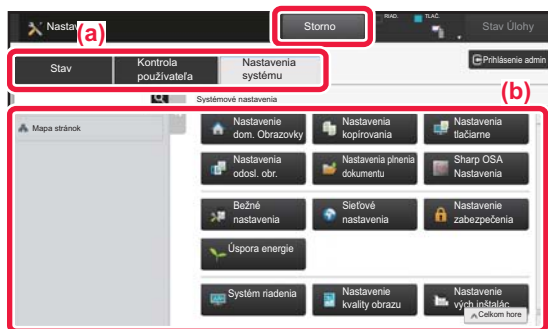 Nastav
Storno
RIAD.
TLAČ.
Stav Úlohy
(a)
Stav
Kontrola
používateľa
Nastavenia
systému
Prihlásenie admin
(b)
Systémové nastavenia
Mapa stránok
Nastavenie
dom. Obrazovky
Nastavenia
kopírovania
Nastavenia
tlačiarne
Nastavenia
odosl. obr.
Nastavenia plnenia
dokumentu
Sharp OSA
Nastavenia
Bežné
nastavenia
Sieťové
nastavenia
Nastavenie
zabezpečenia
Úspora energie
Systém riadenia
Nastavenie
kvality obrazu
Nastavenie
vých inštalác
Celkom hore